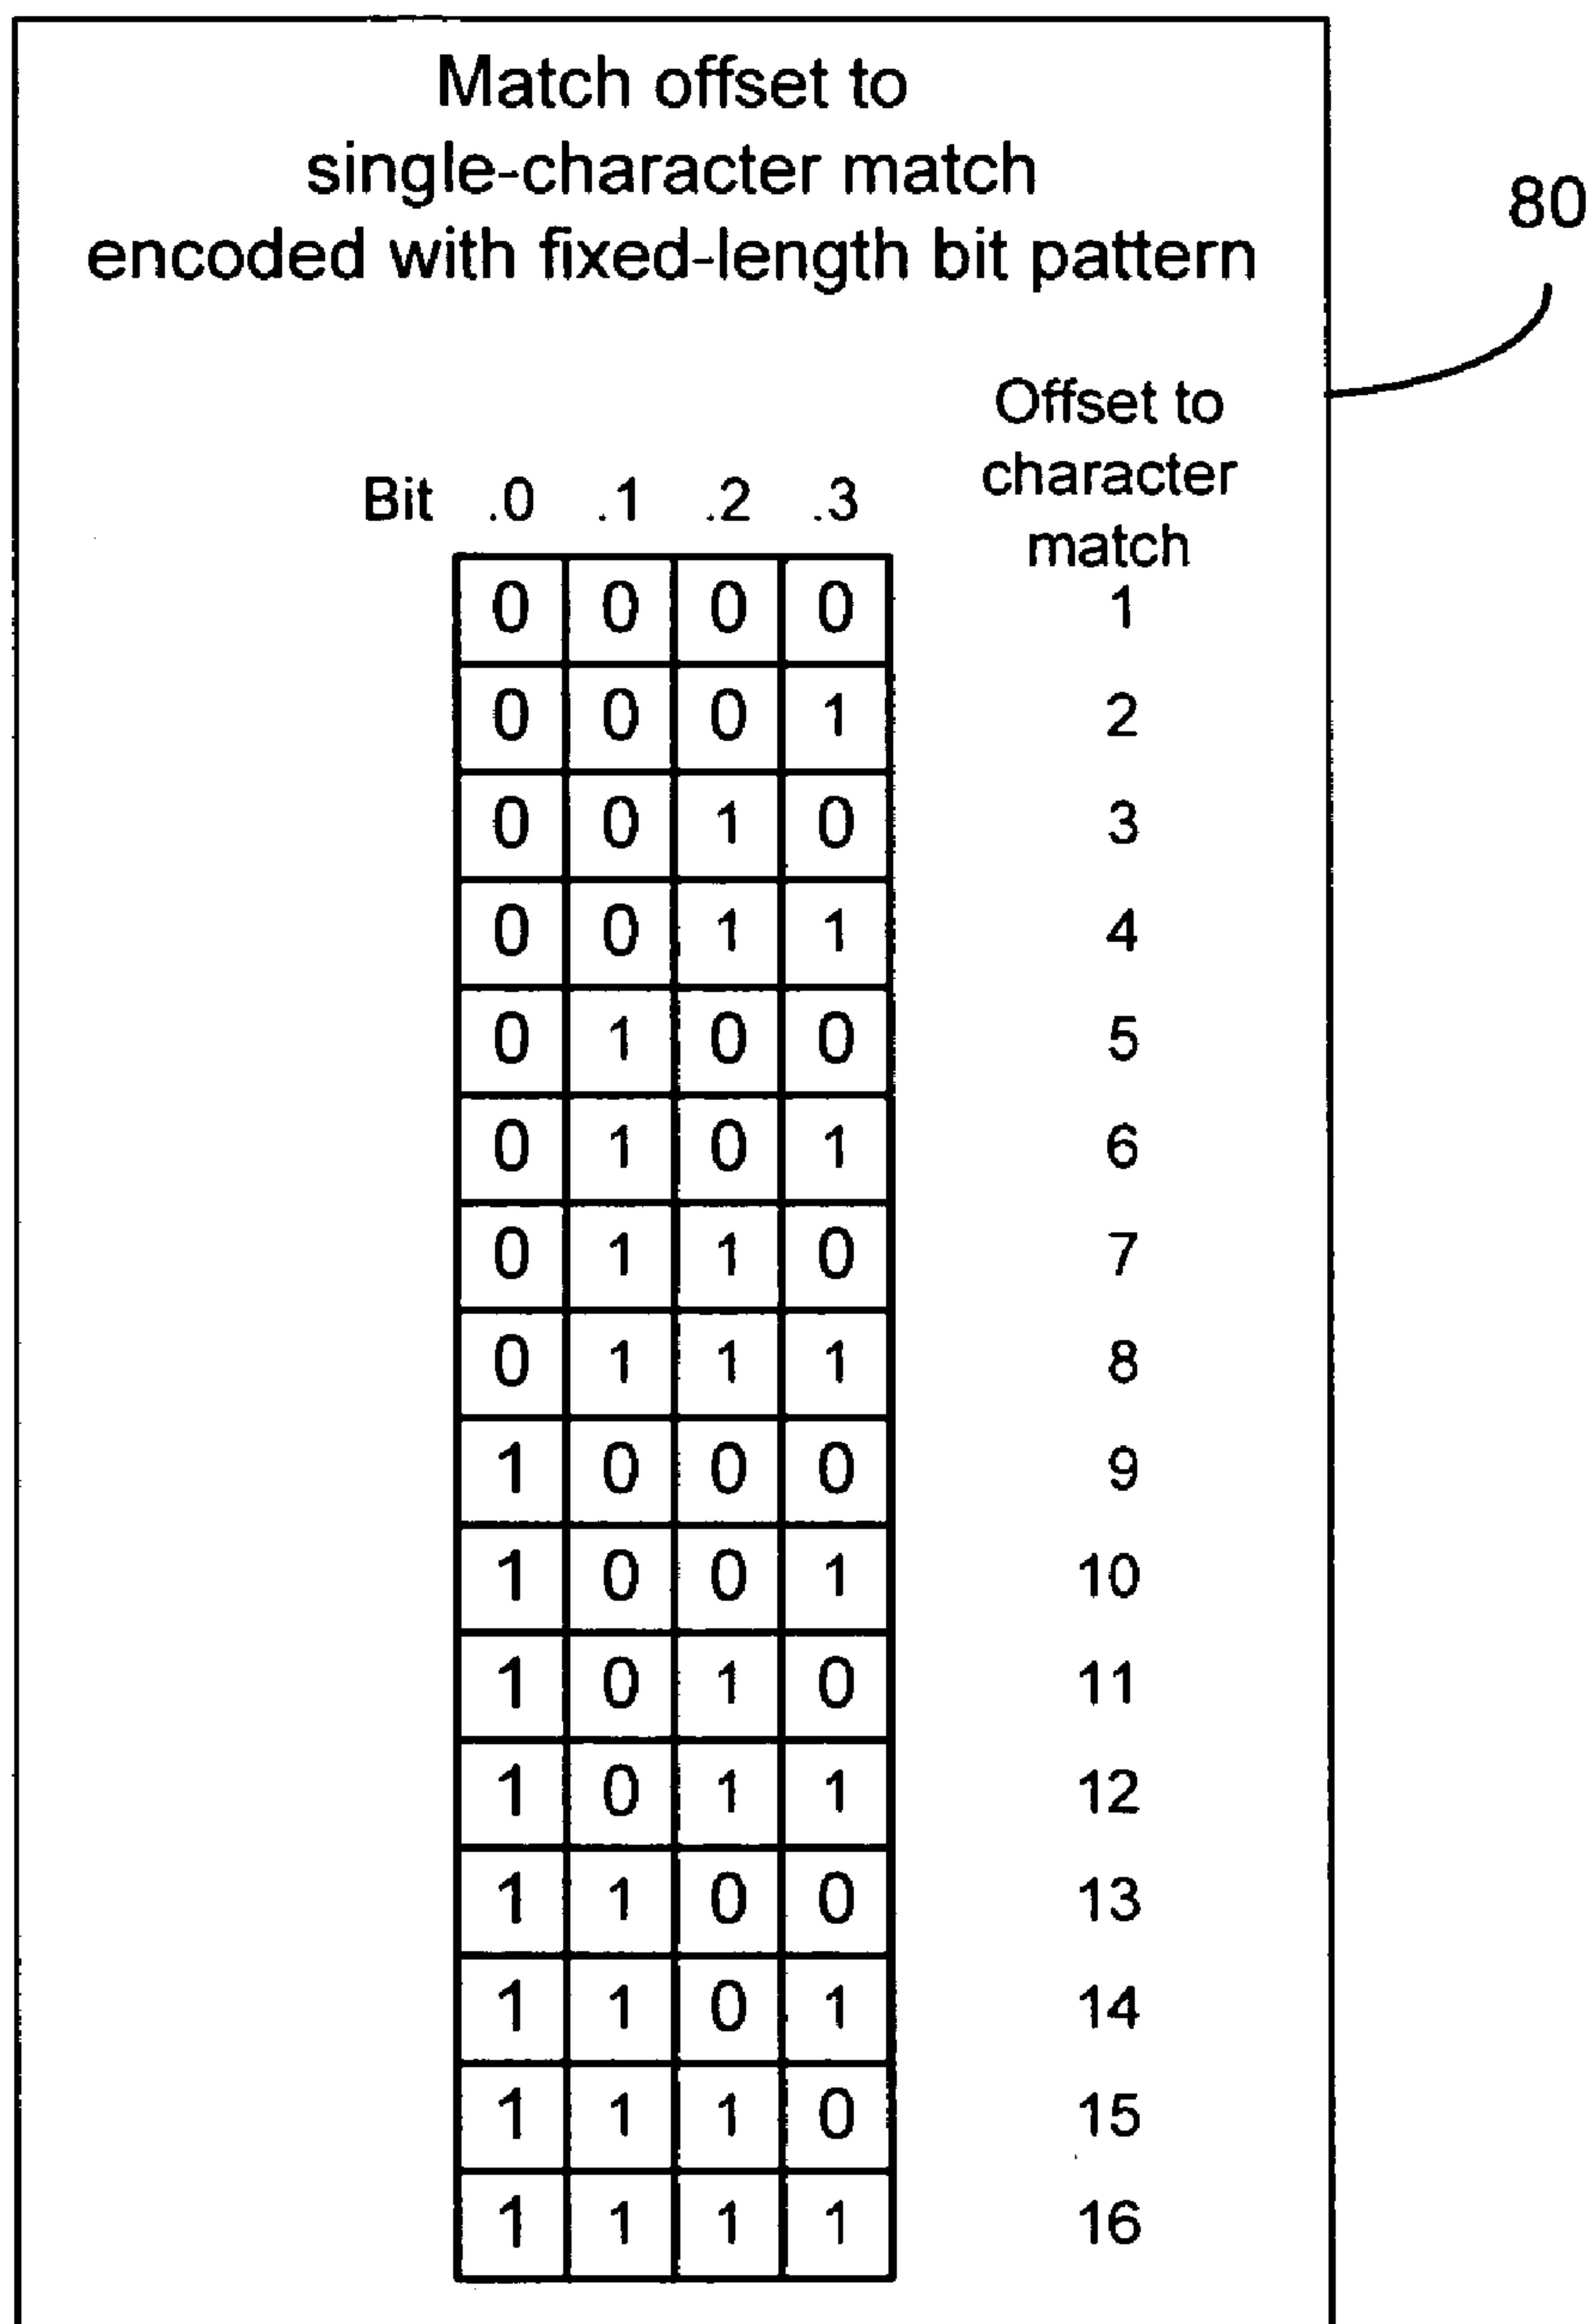 Match offset to
single-character match
encoded with fixed-length bit pattern
80
Offset to
character
match
Bit .0 .1 .2 .3
0 0 0 0 1
0 0 0 1 2
0 0 1 0 3
0 0 1 1 4
0 1 0 0 5
0 1 0 1 6
0 1 1 0 7
0 1 1 1 8
1 0 0 0 9
1 0 0 1 10
1 0 1 0 11
1 0 1 1 12
1 1 0 0 13
1 1 0 1 14
1 1 1 0 15
1 1 1 1 16